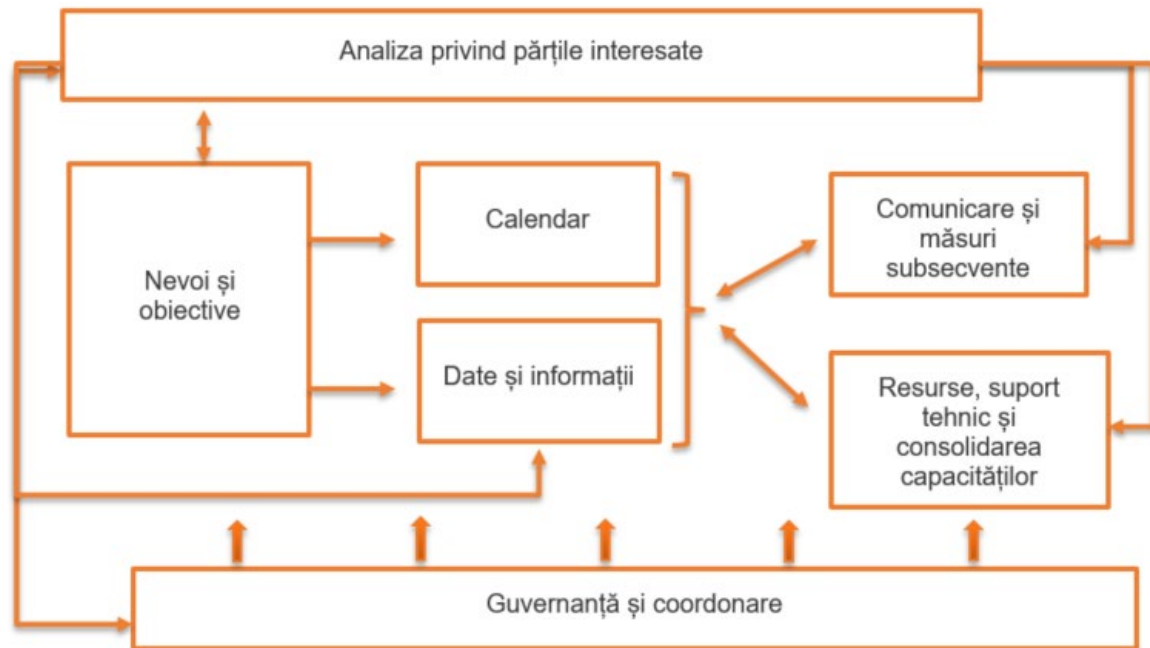 Analiza privind părțile interesate
Nevoi și
obiective
Calendar
Date și informații
Comunicare și
măsuri
subsecvente
Resurse, suport
tehnic și
consolidarea
capacităților
Guvernanță și coordonare